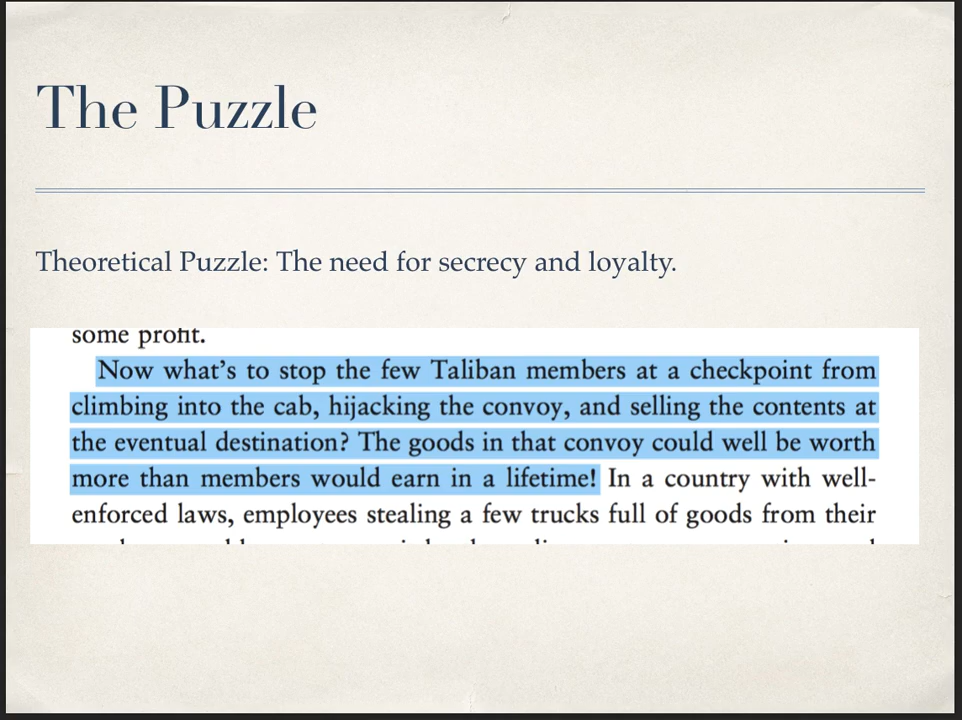 The Puzzle
Theoretical Puzzle: The need for secrecy and loyalty.
some profit.
Now what's to stop the few Taliban members at a checkpoint from
climbing into the cab, hijacking the convoy, and selling the contents at
the eventual destination? The goods in that convoy could well be worth
more than members would earn in a lifetime! In a country with well-
enforced laws, employees stealing a few trucks full of goods from their